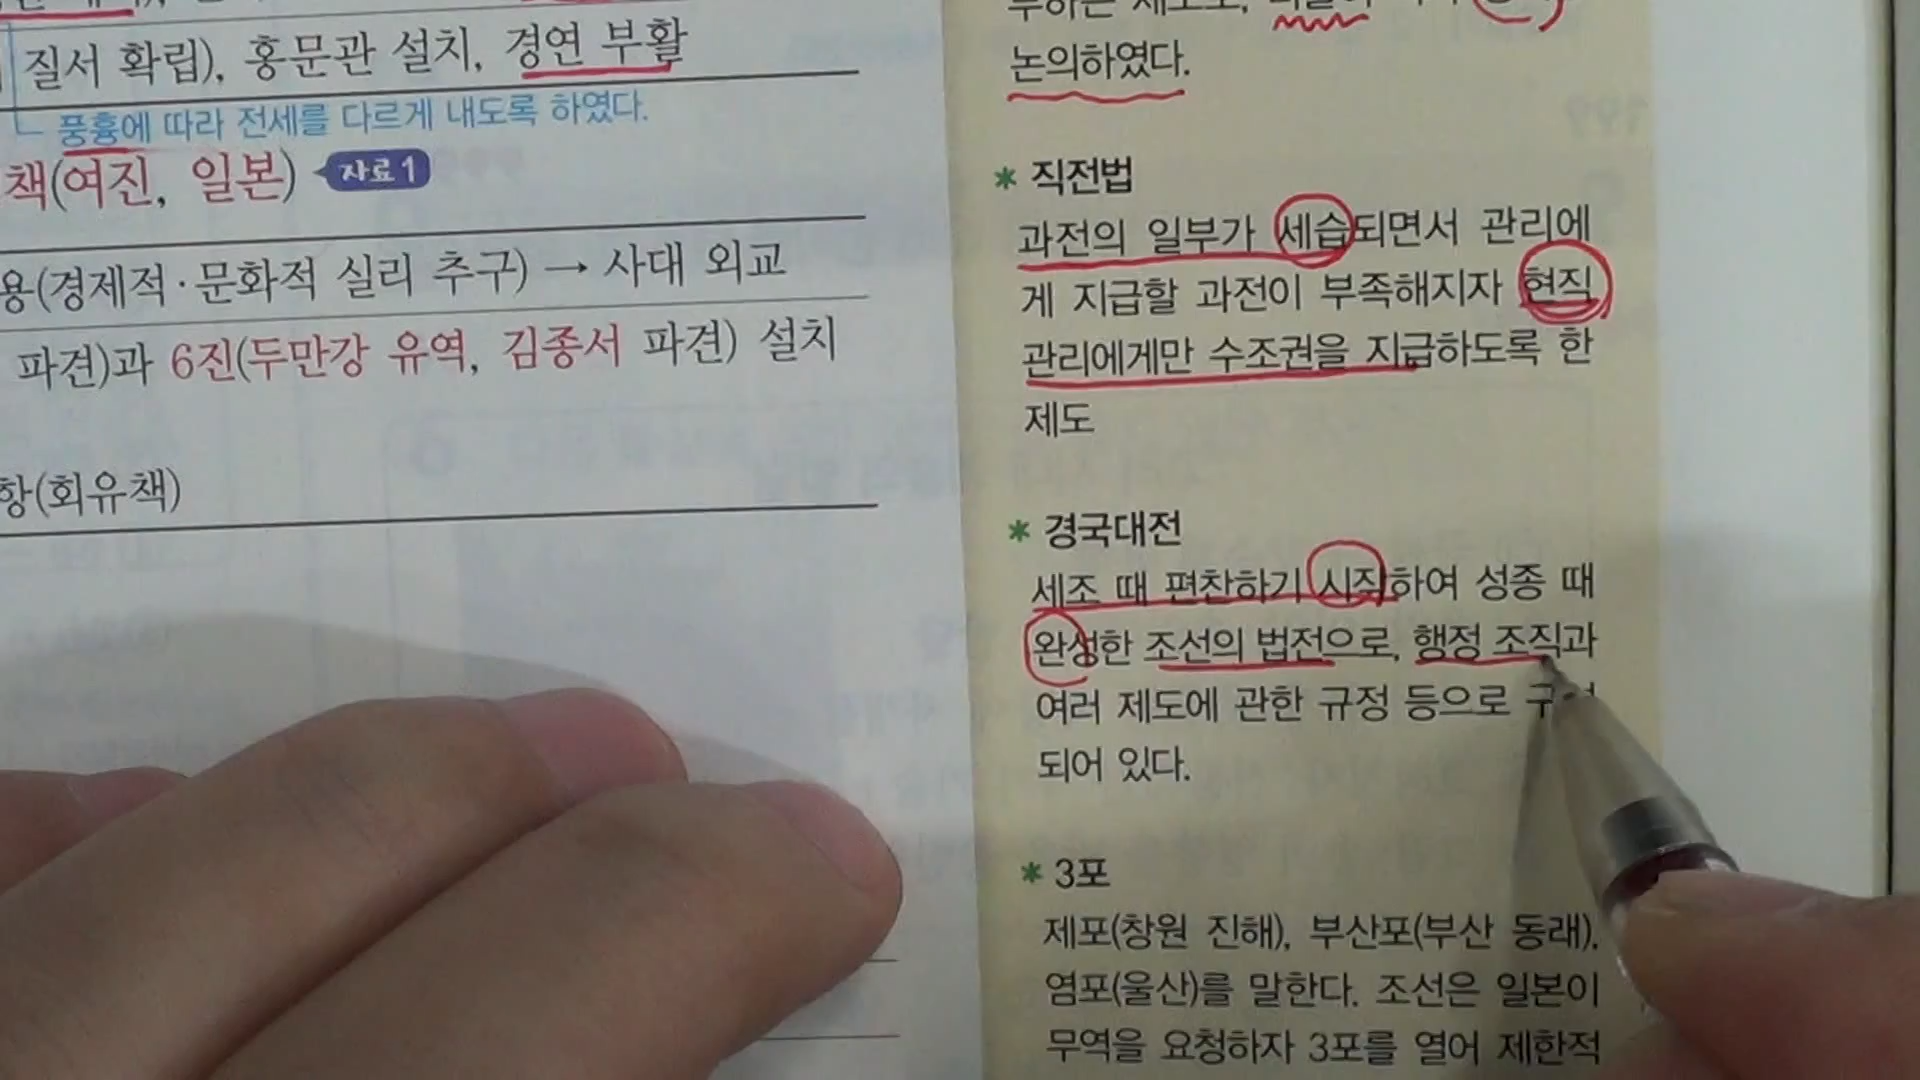 질서 확립), 홍문관 설치, 경연 부활
풍흉에 따라 전세를 다르게 내도록 하였다.
책(여진, 일본) 자료1
용(경제적·문화적 실리 추구) → 사대 외교
파견)과 6진(두만강 유역, 김종서 파견) 설치
항(회유책)
논의하였다.
* 직전법
과전의 일부가 세습되면서 관리에
게 지급할 과전이 부족해지자 현직
관리에게만 수조권을 지급하도록 한
제도
* 경국대전
세조 때 편찬하기 시작하여 성종 때
완성한 조선의 법전으로, 행정 조직과
여러 제도에 관한 규정 등으로
되어 있다.
* 3포
제포(창원 진해), 부산포(부산 동래),
염포(울산)를 말한다. 조선은 일본이
무역을 요청하자 3포를 열어 제한적